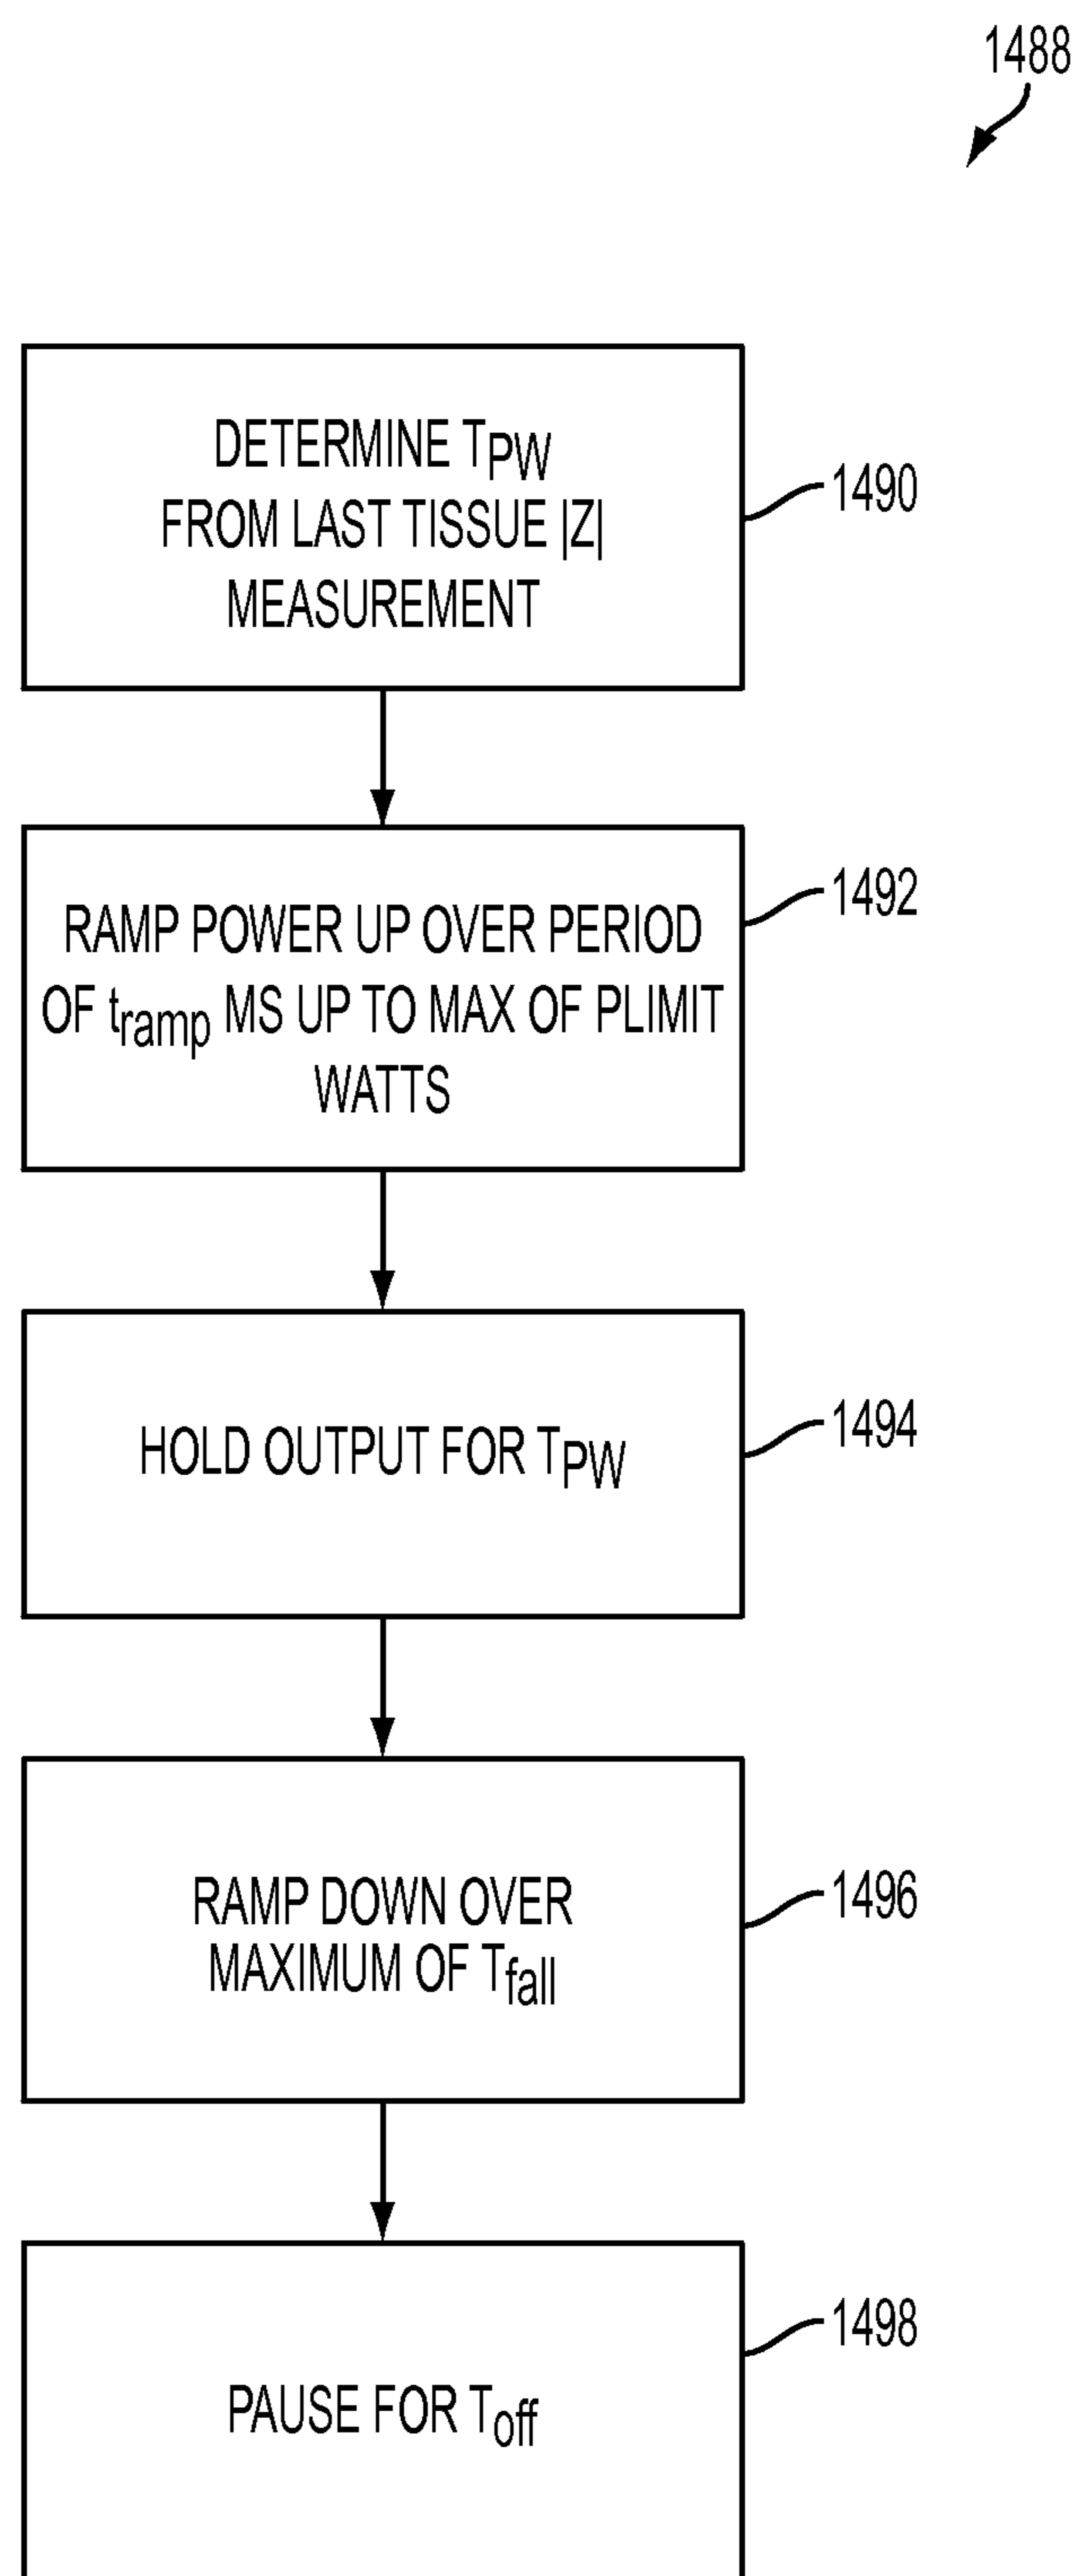 1488
DETERMINE TPW
FROM LAST TISSUE |Z|
MEASUREMENT
1490
RAMP POWER UP OVER PERIOD
OF tramp MS UP TO MAX OF PLIMIT
WATTS
1492
HOLD OUTPUT FOR TPW
1494
RAMP DOWN OVER
MAXIMUM OF Tfall
1496
PAUSE FOR Toff
1498